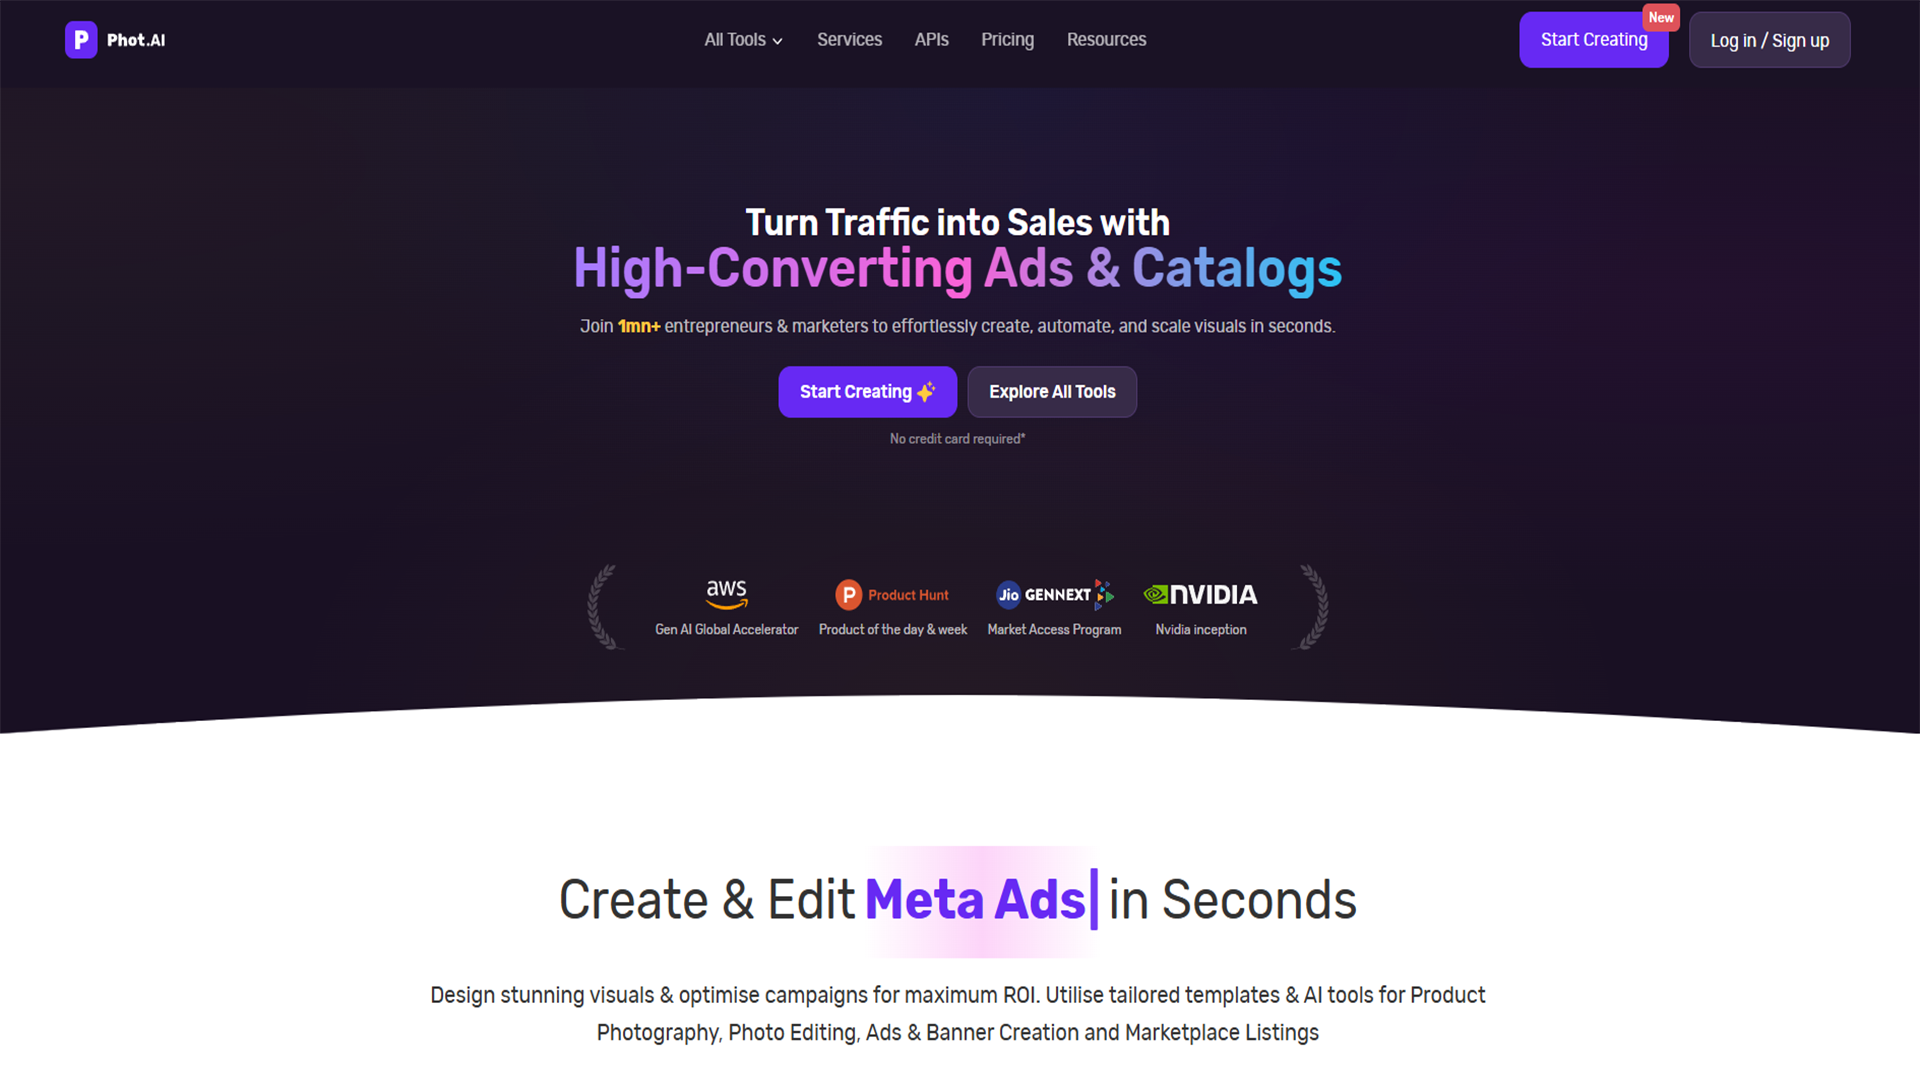 P Phot.AI
All Tools
Services
APIs
Pricing
Resources
Start Creating
New
Log in / Sign up
Turn Traffic into Sales with
High-Converting Ads & Catalogs
Join 1mn+ entrepreneurs & marketers to effortlessly create, automate, and scale visuals in seconds.
Start Creating
Explore All Tools
No credit card required*
aws
Gen AI Global Accelerator
P Product Hunt
Product of the day & week
Jio GENNEXT
Market Access Program
NVIDIA
Nvidia inception
Create & Edit Meta Ads in Seconds
Design stunning visuals & optimise campaigns for maximum ROI. Utilise tailored templates & AI tools for Product
Photography, Photo Editing, Ads & Banner Creation and Marketplace Listings